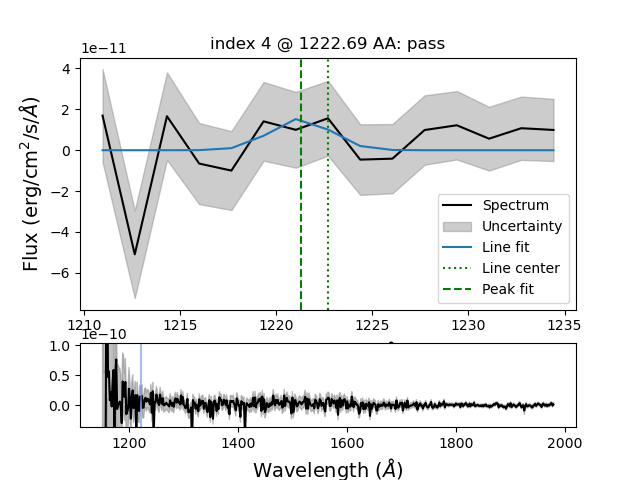 index 4 @ 1222.69 AA: pass
1e−11
4
2
0
−2
−4
−6
Flux (erg/cm²/s/Å)
Spectrum
Uncertainty
Line fit
Line center
Peak fit
1210 1215 1220 1225 1230 1235
1e−10
1.0
0.5
0.0
1200 1400 1600 1800 2000
Wavelength (Å)